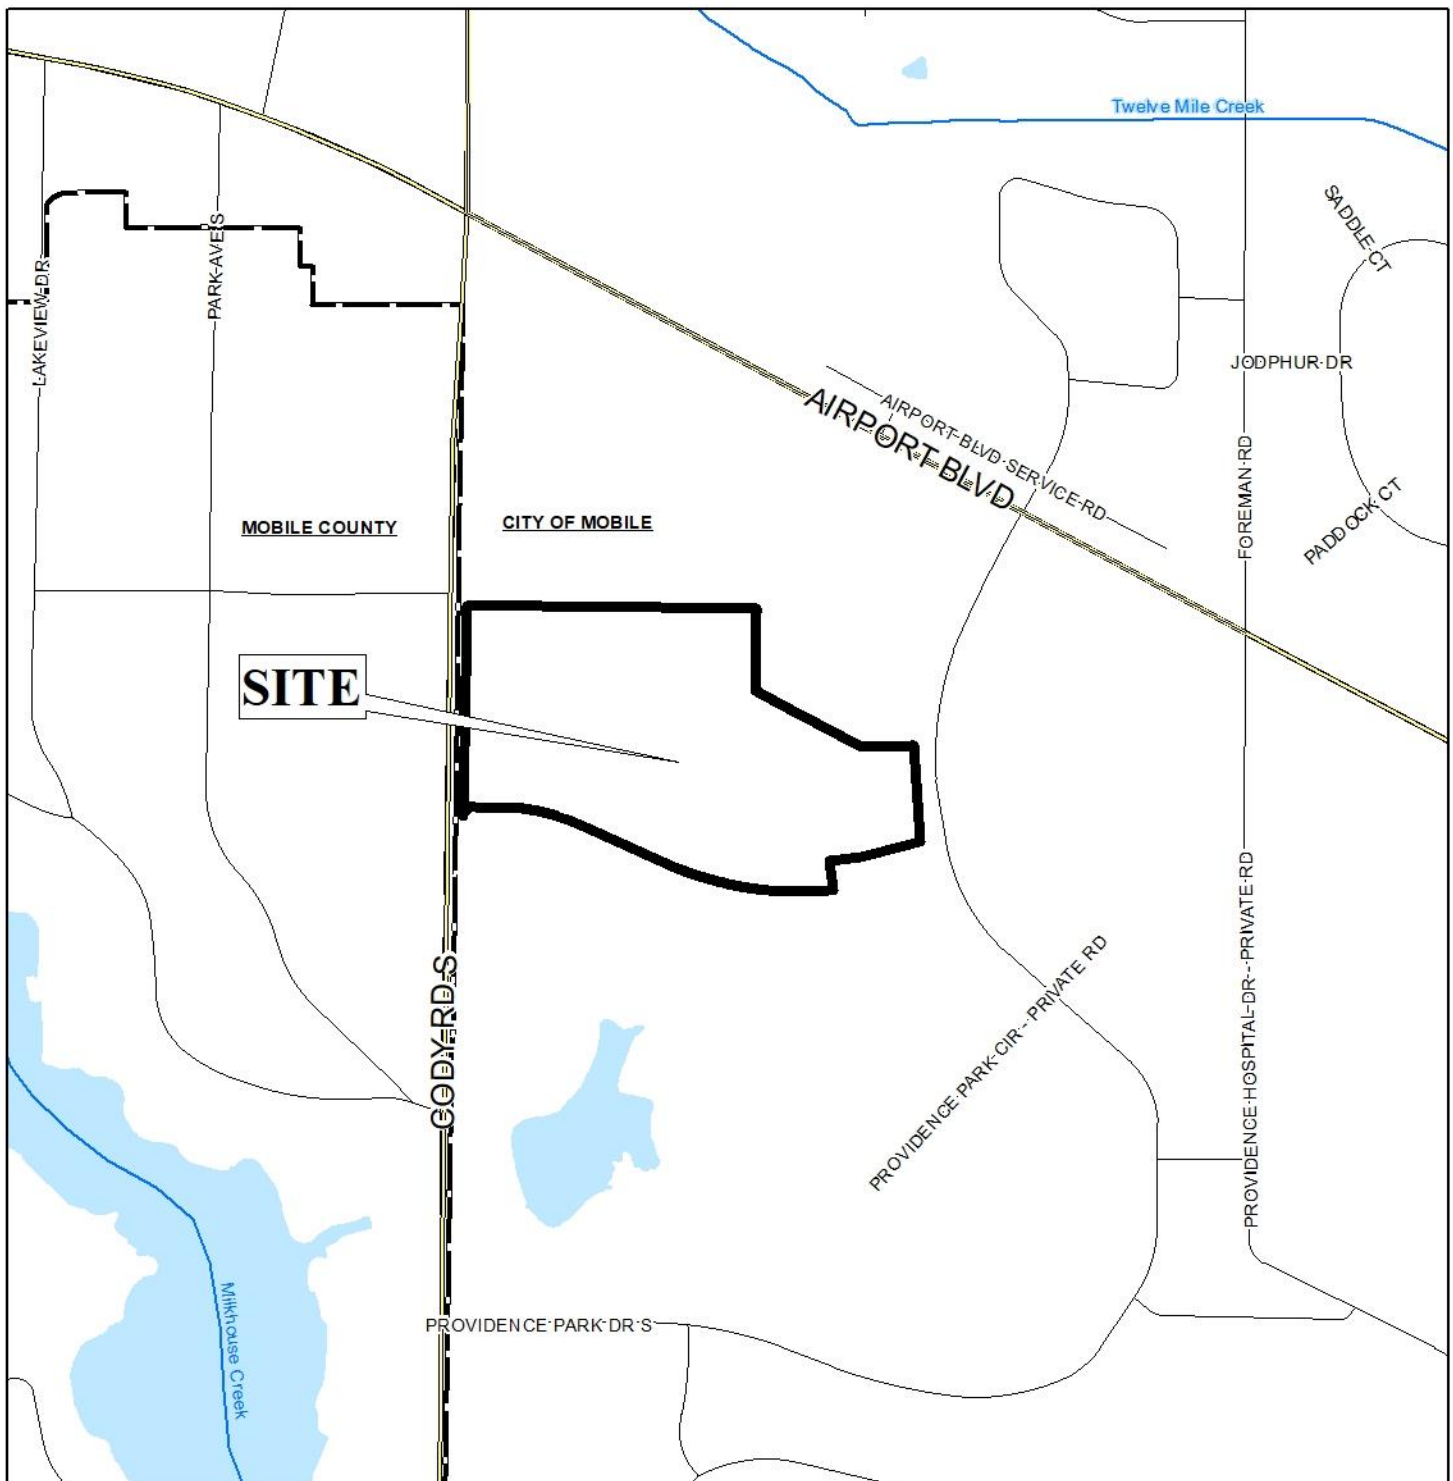 Twelve Mile Creek
SADDLE CT
PARK AVE S
LAKEVIEW DR
JODPHUR DR
AIRPORT BLVD SERVICE RD
AIRPORT BLVD
FOREMAN RD
PADDOCK CT
MOBILE COUNTY
CITY OF MOBILE
SITE
PROVIDENCE HOSPITAL DR - PRIVATE RD
PROVIDENCE PARK CIR - PRIVATE RD
CODY RD S
Milkhouse Creek
PROVIDENCE PARK DR S